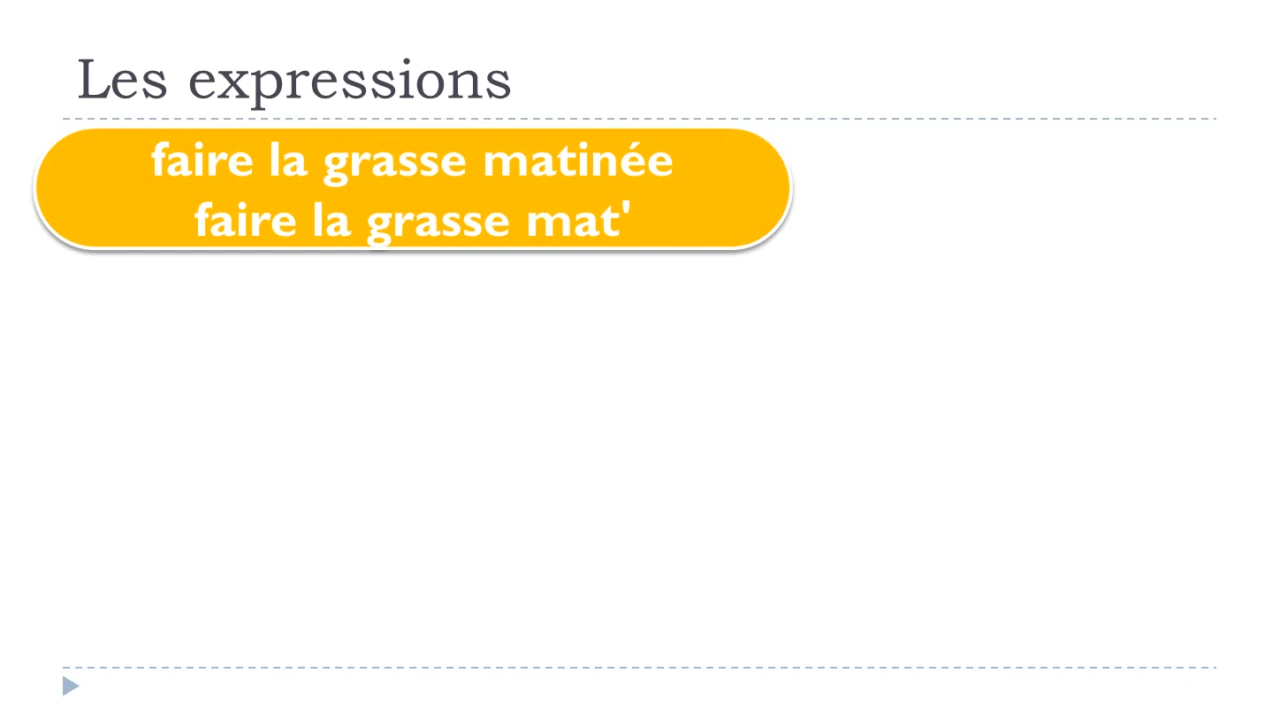 Les expressions
faire la grasse matinée
faire la grasse mat'